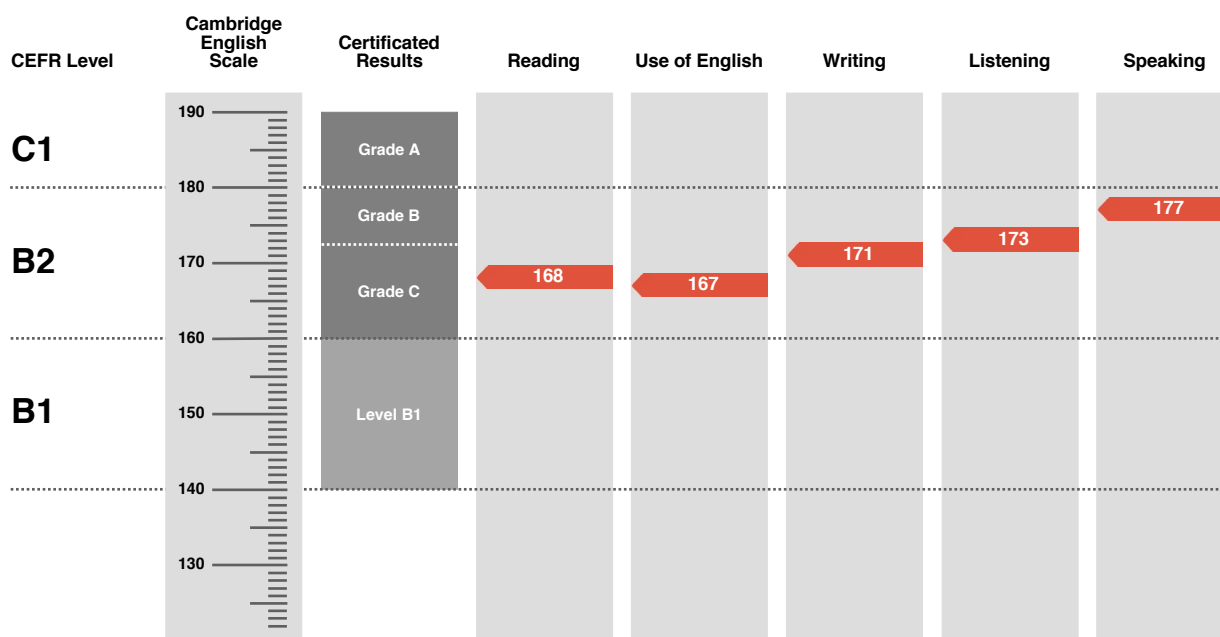 CEFR Level
Cambridge
English
Scale
Certificated
Results
Reading
Use of English
Writing
Listening
Speaking
190
C1
Grade A
180
177
Grade B
173
171
B2
170
168
167
Grade C
160
B1
150
Level B1
140
130